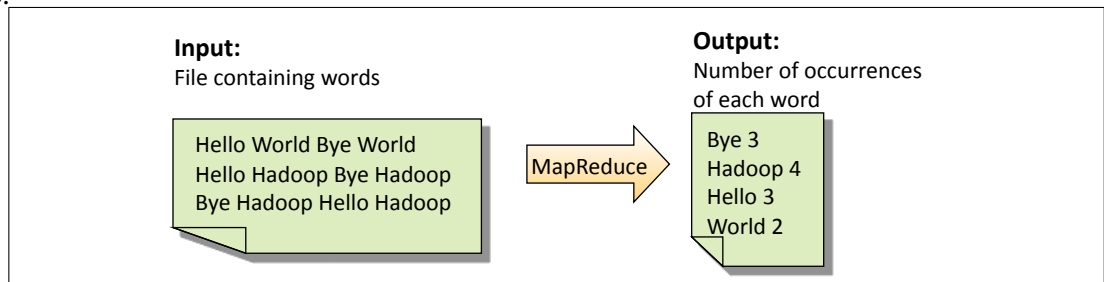 Input:
File containing words
Hello World Bye World
Hello Hadoop Bye Hadoop
Bye Hadoop Hello Hadoop
MapReduce
Output:
Number of occurrences
of each word
Bye 3
Hadoop 4
Hello 3
World 2